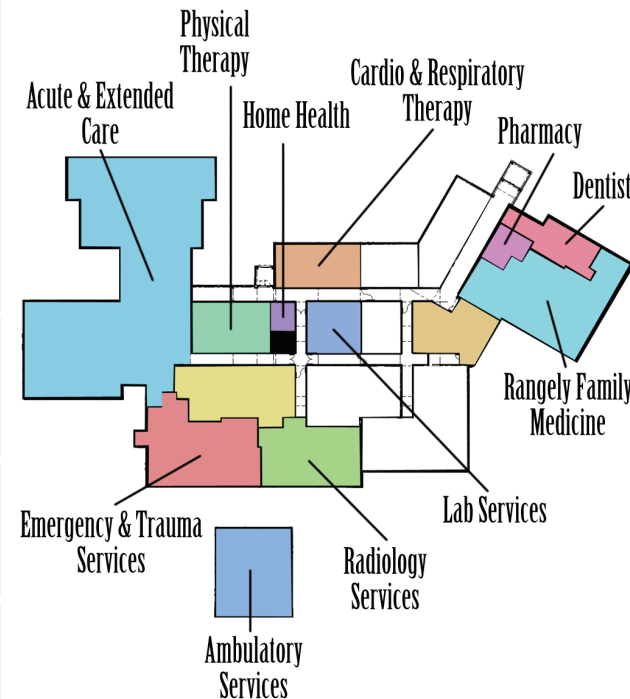 Physical
Therapy
Cardio & Respiratory
Therapy
Acute & Extended
Care
Home Health
Pharmacy
Dentist
Rangely Family
Medicine
Lab Services
Emergency & Trauma
Services
Radiology
Services
Ambulatory
Services